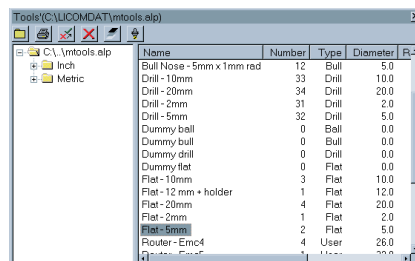 Tools'(C:\LICOMDAT\mtools.alp)
C:\..\mtools.alp
Inch
Metric
Name Number Type Diameter R
Bull Nose - 5mm x 1mm rad 12 Bull 5.0
Drill - 10mm 33 Drill 10.0
Drill - 20mm 34 Drill 20.0
Drill - 2mm 31 Drill 2.0
Drill - 5mm 32 Drill 5.0
Dummy ball 0 Ball 0.0
Dummy bull 0 Bull 0.0
Dummy drill 0 Drill 0.0
Dummy flat 0 Flat 0.0
Flat - 10mm 3 Flat 10.0
Flat - 12 mm + holder 1 Flat 12.0
Flat - 20mm 4 Flat 20.0
Flat - 2mm 1 Flat 2.0
Flat - 5mm 2 Flat 5.0
Router - Emc4 4 User 26.0